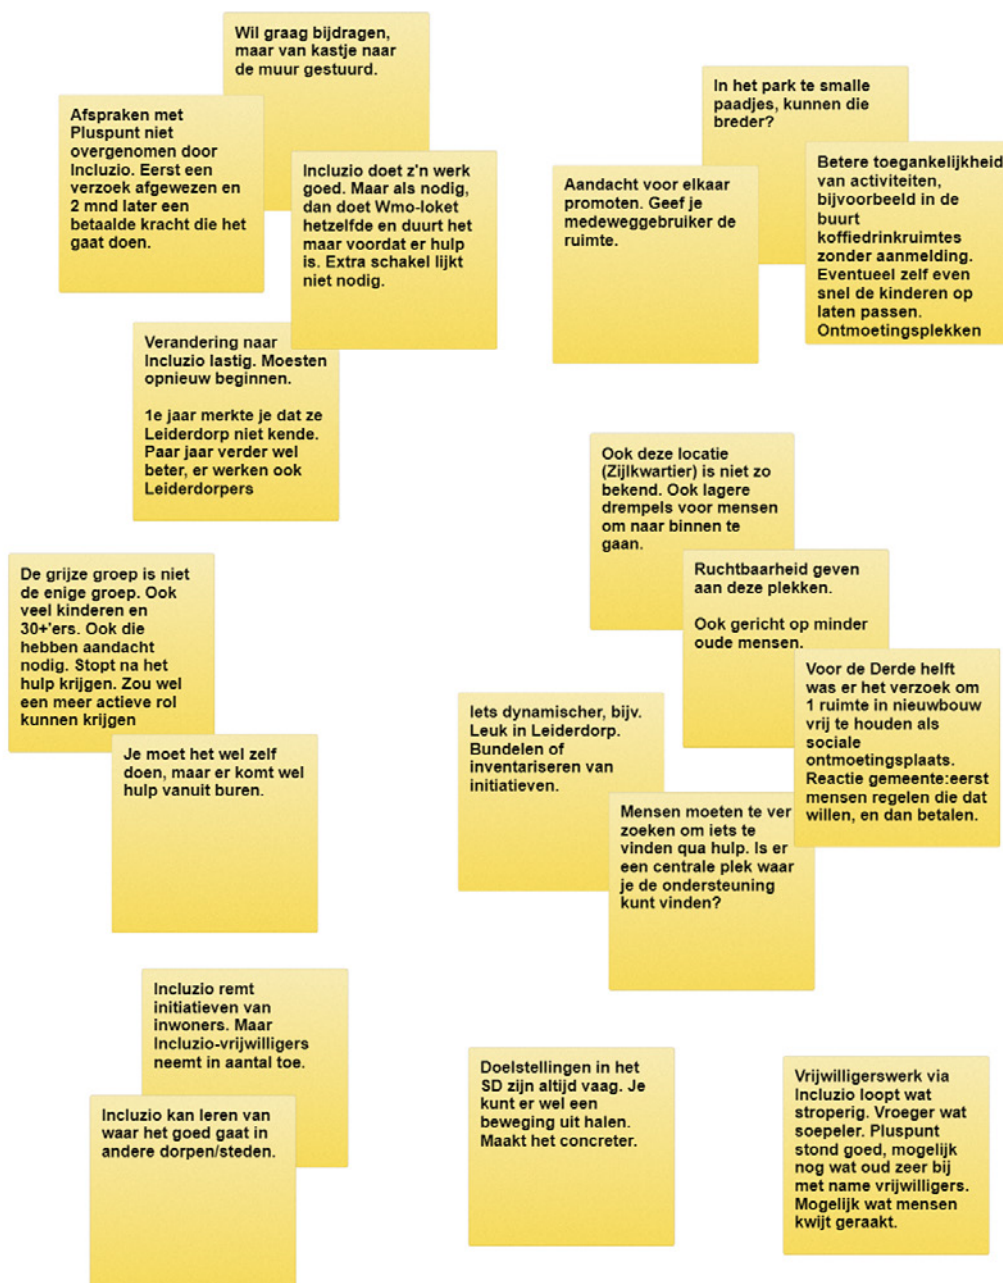 Wil graag bijdragen,
maar van kastje naar
de muur gestuurd.
Afspraken met
Pluspunt niet
overgenomen door
Incluzio. Eerst een
verzoek afgewezen en
2 mnd later een
betaalde kracht die het
gaat doen.
Incluzio doet z'n werk
goed. Maar als nodig,
dan doet Wmo-loket
hetzelfde en duurt het
maar voordat er hulp
is. Extra schakel lijkt
niet nodig.
Verandering naar
Incluzio lastig. Moesten
opnieuw beginnen.
1e jaar merkte je dat ze
Leiderdorp niet kende.
Paar jaar verder wel
beter, er werken ook
Leiderdorpers
In het park te smalle
paadjes, kunnen die
breder?
Aandacht voor elkaar
promoten. Geef je
medeweggebruiker de
ruimte.
Betere toegankelijkheid
van activiteiten,
bijvoorbeeld in de
buurt
koffiedrinkruimtes
zonder aanmelding.
Eventueel zelf even
snel de kinderen op
laten passen.
Ontmoetingsplekken
Ook deze locatie
(Zijlkwartier) is niet zo
bekend. Ook lagere
drempels voor mensen
om naar binnen te
gaan.
Ruchtbaarheid geven
aan deze plekken.
Ook gericht op minder
oude mensen.
Voor de Derde helft
was er het verzoek om
1 ruimte in nieuwbouw
vrij te houden als
sociale
ontmoetingsplaats.
Reactie gemeente:eerst
mensen regelen die dat
willen, en dan betalen.
Iets dynamischer, bijv.
Leuk in Leiderdorp.
Bundelen of
inventariseren van
initiatieven.
Mensen moeten te ver
zoeken om iets te
vinden qua hulp. Is er
een centrale plek waar
je de ondersteuning
kunt vinden?
De grijze groep is niet
de enige groep. Ook
veel kinderen en
30+'ers. Ook die
hebben aandacht
nodig. Stopt na het
hulp krijgen. Zou wel
een meer actieve rol
kunnen krijgen
Je moet het wel zelf
doen, maar er komt wel
hulp vanuit buren.
Incluzio remt
initiatieven van
inwoners. Maar
Incluzio-vrijwilligers
neemt in aantal toe.
Incluzio kan leren van
waar het goed gaat in
andere dorpen/steden.
Doelstellingen in het
SD zijn altijd vaag. Je
kunt er wel een
beweging uit halen.
Maakt het concreter.
Vrijwilligerswerk via
Incluzio loopt wat
stroperig. Vroeger wat
soepeler. Pluspunt
stond goed, mogelijk
nog wat oud zeer bij
met name vrijwilligers.
Mogelijk wat mensen
kwijt geraakt.